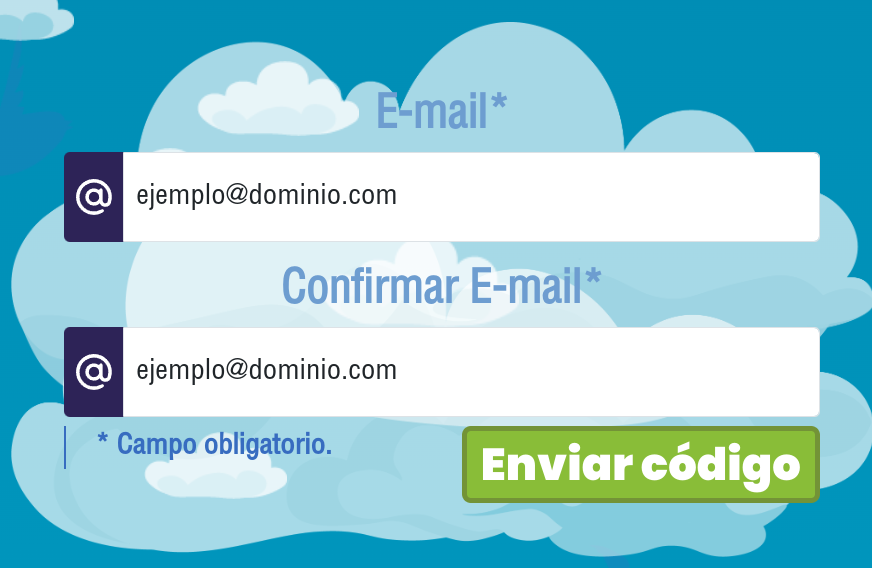 E-mail*
@ ejemplo@dominio.com
Confirmar E-mail*
@ ejemplo@dominio.com
* Campo obligatorio.
Enviar código